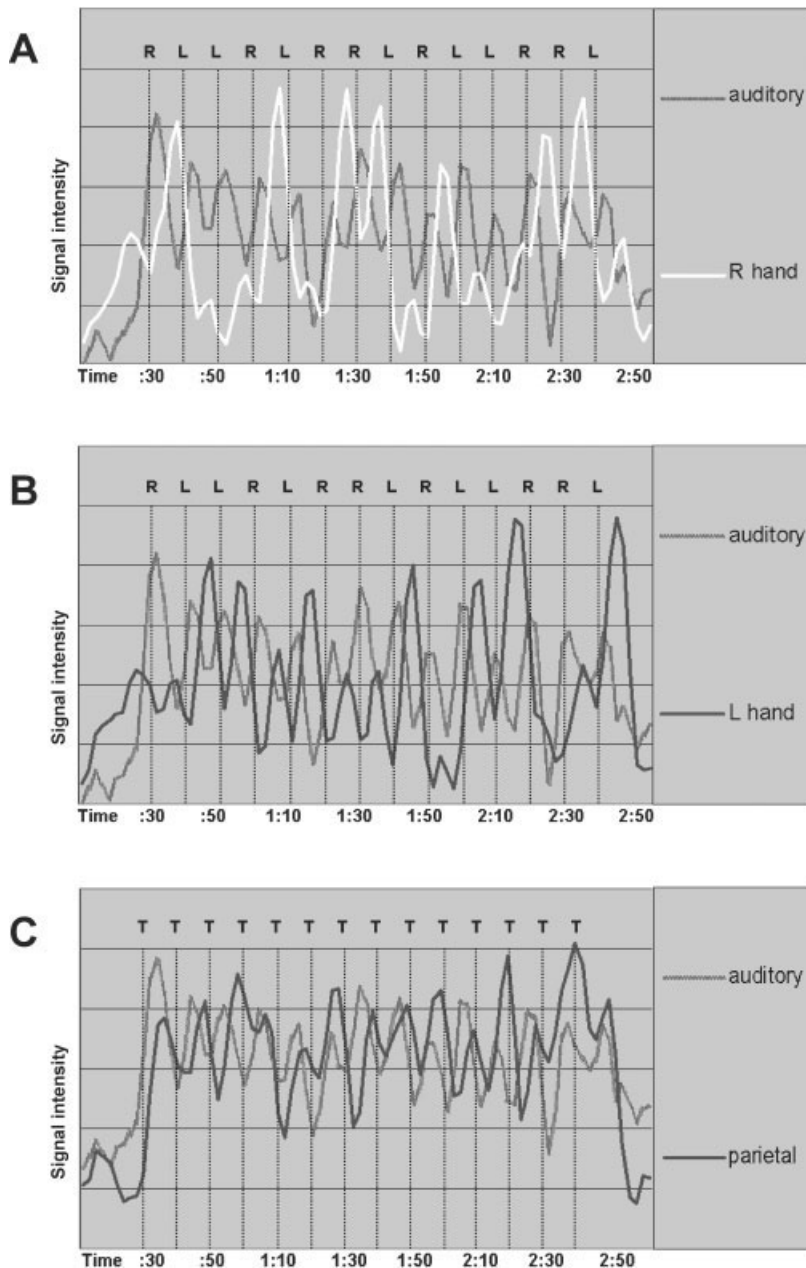 A
R L L R L R R L R L L R R L
auditory
Signal intensity
R hand
Time :30 :50 1:10 1:30 1:50 2:10 2:30 2:50
B
R L L R L R R L R L L R R L
auditory
Signal intensity
L hand
Time :30 :50 1:10 1:30 1:50 2:10 2:30 2:50
C
T T T T T T T T T T T T T T
auditory
Signal intensity
parietal
Time :30 :50 1:10 1:30 1:50 2:10 2:30 2:50